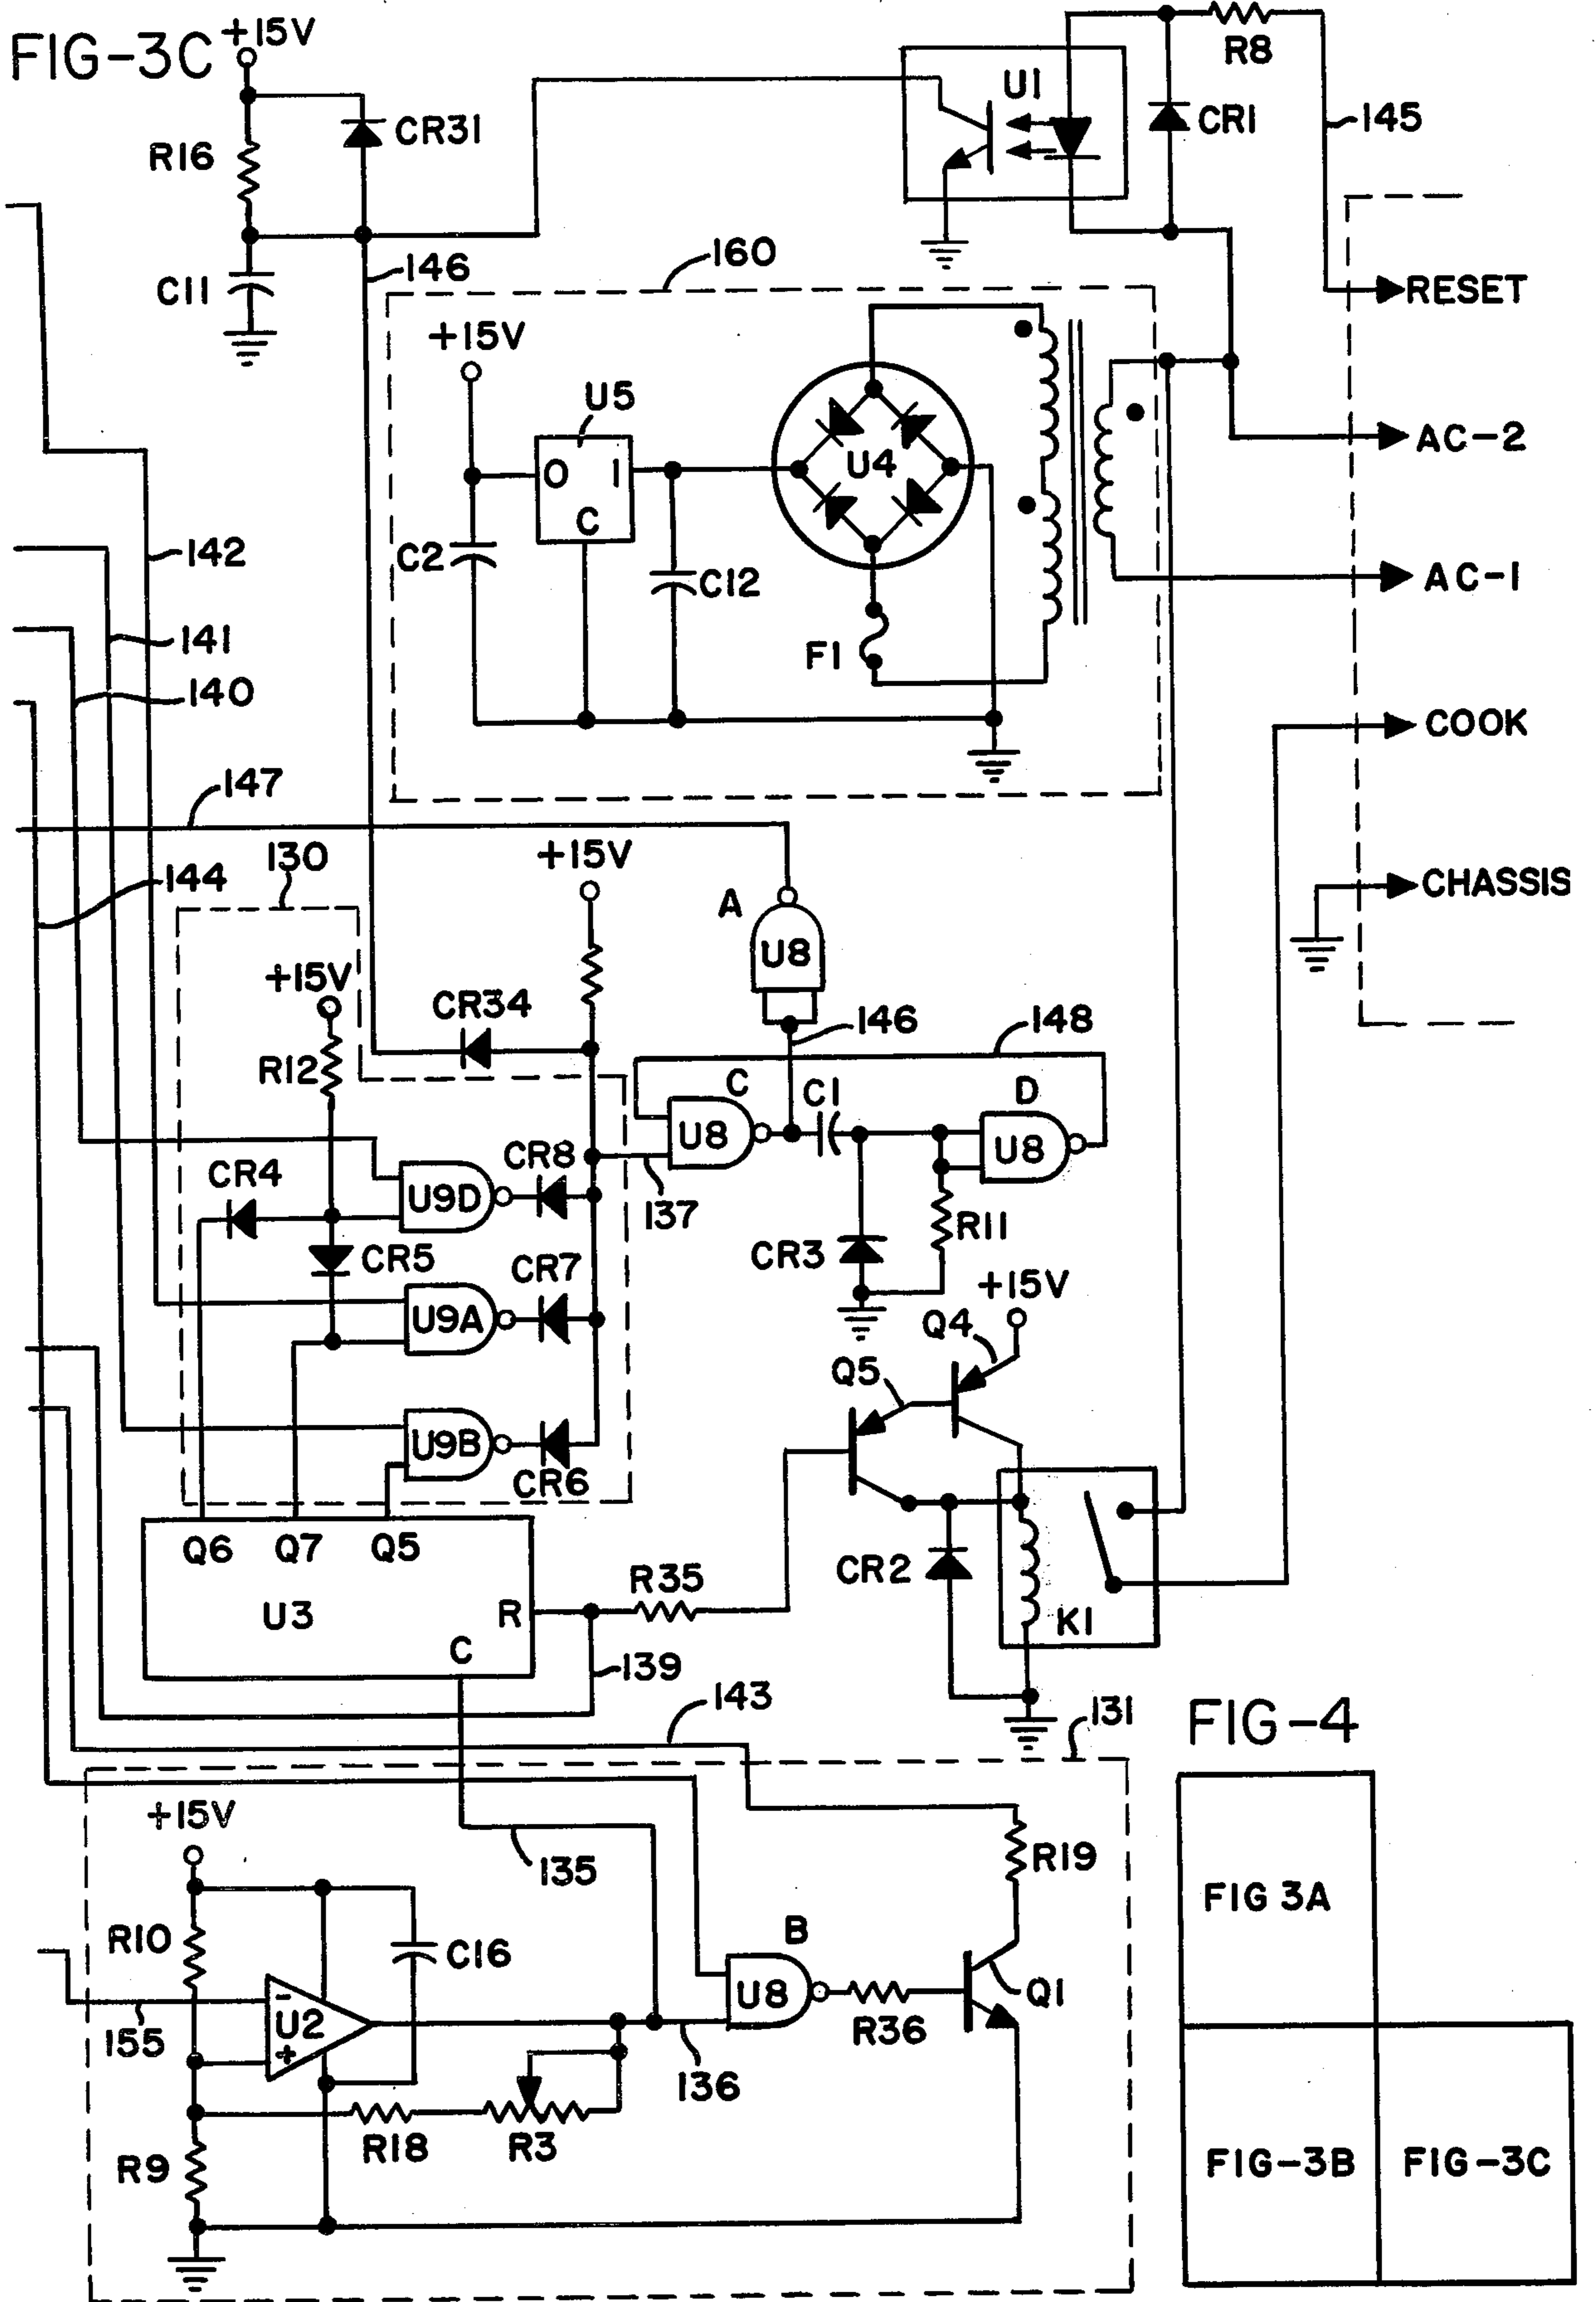 FIG-3C
+15V
R8
U1
CR31
CR1
145
R16
160
146
C11
RESET
+15V
U5
AC-2
O I
U4
C
142
C2
AC-1
C12
141
F1
140
COOK
147
130
+15V
144
CHASSIS
A
U8
+15V
CR34
146
148
R12
C
C1
D
U8
U8
CR8
CR4
U9D
137
R11
CR5
CR7
CR3
+15V
U9A
Q4
Q5
U9B
CR6
Q6 Q7 Q5
CR2
R35
U3
R
K1
C
139
143
131
FIG-4
+15V
R19
135
FIG 3A
B
R10
C16
U8
Q1
-
U2
+
155
R36
136
R18
R3
R9
FIG-3B
FIG-3C